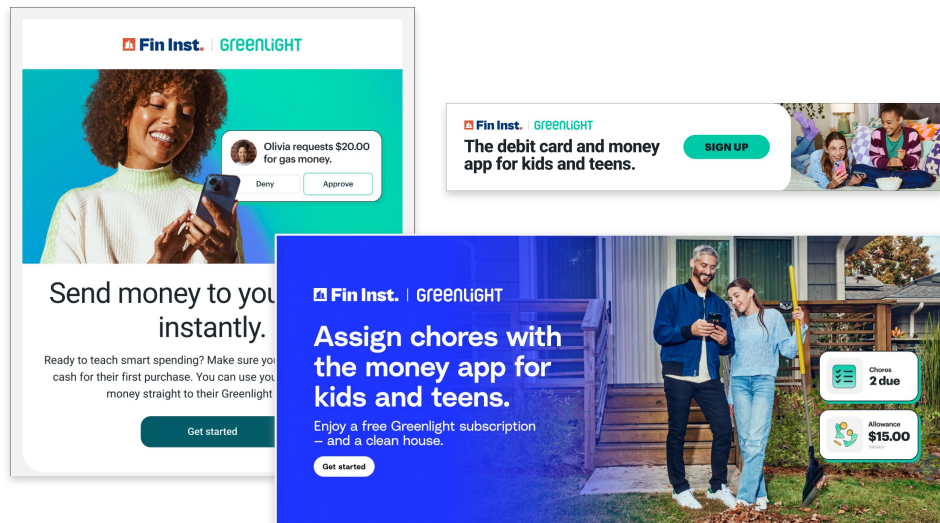 Fin Inst. | GREENLIGHT
Olivia requests $20.00
for gas money.
Deny
Approve
Send money to you
instantly.
Ready to teach smart spending? Make sure you
cash for their first purchase. You can use you
money straight to their Greenlight
Get started
Fin Inst. | GREENLIGHT
The debit card and money
app for kids and teens.
SIGN UP
Fin Inst. | GREENLIGHT
Assign chores with
the money app for
kids and teens.
Enjoy a free Greenlight subscription
– and a clean house.
Get started
Chores
2 due
Allowance
$15.00